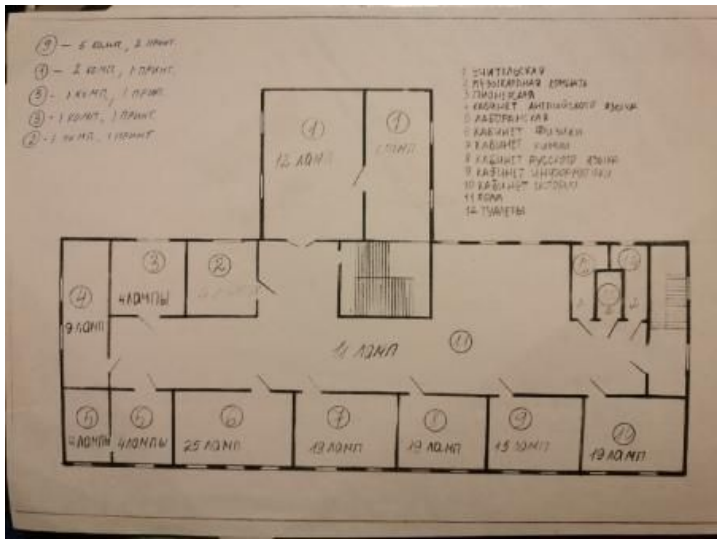 ⑨ – 5 комп, 2 принт.
① – 2 комп, 1 принт.
⑤ – 1 комп, 1 принт.
③ – 1 комп, 1 принт.
② – 1 комп, 1 принт.
1 УЧИТЕЛЬСКАЯ
2 МУЗЫКАЛЬНАЯ КОМНАТА
3 ПИОНЕРСКАЯ
4 КАБИНЕТ АНГЛИЙСКОГО ЯЗЫКА
5 ЛАБОРАНСКАЯ
6 КАБИНЕТ ФИЗИКИ
7 КАБИНЕТ ХИМИИ
8 КАБИНЕТ РУССКОГО ЯЗЫКА
9 КАБИНЕТ ИНФОРМАТИКИ
10 КАБИНЕТ ИСТОРИИ
11 ХОЛЛ
12 ТУАЛЕТЫ
1
12 ЛАМП
1
ЛАМП
4
9 ЛАМП
3
4 ЛАМПЫ
2
12
11 ЛАМП
11
5
4 ЛАМПЫ
5
4 ЛАМПЫ
6
25 ЛАМП
7
19 ЛАМП
8
19 ЛАМП
9
15 ЛАМП
10
19 ЛАМП